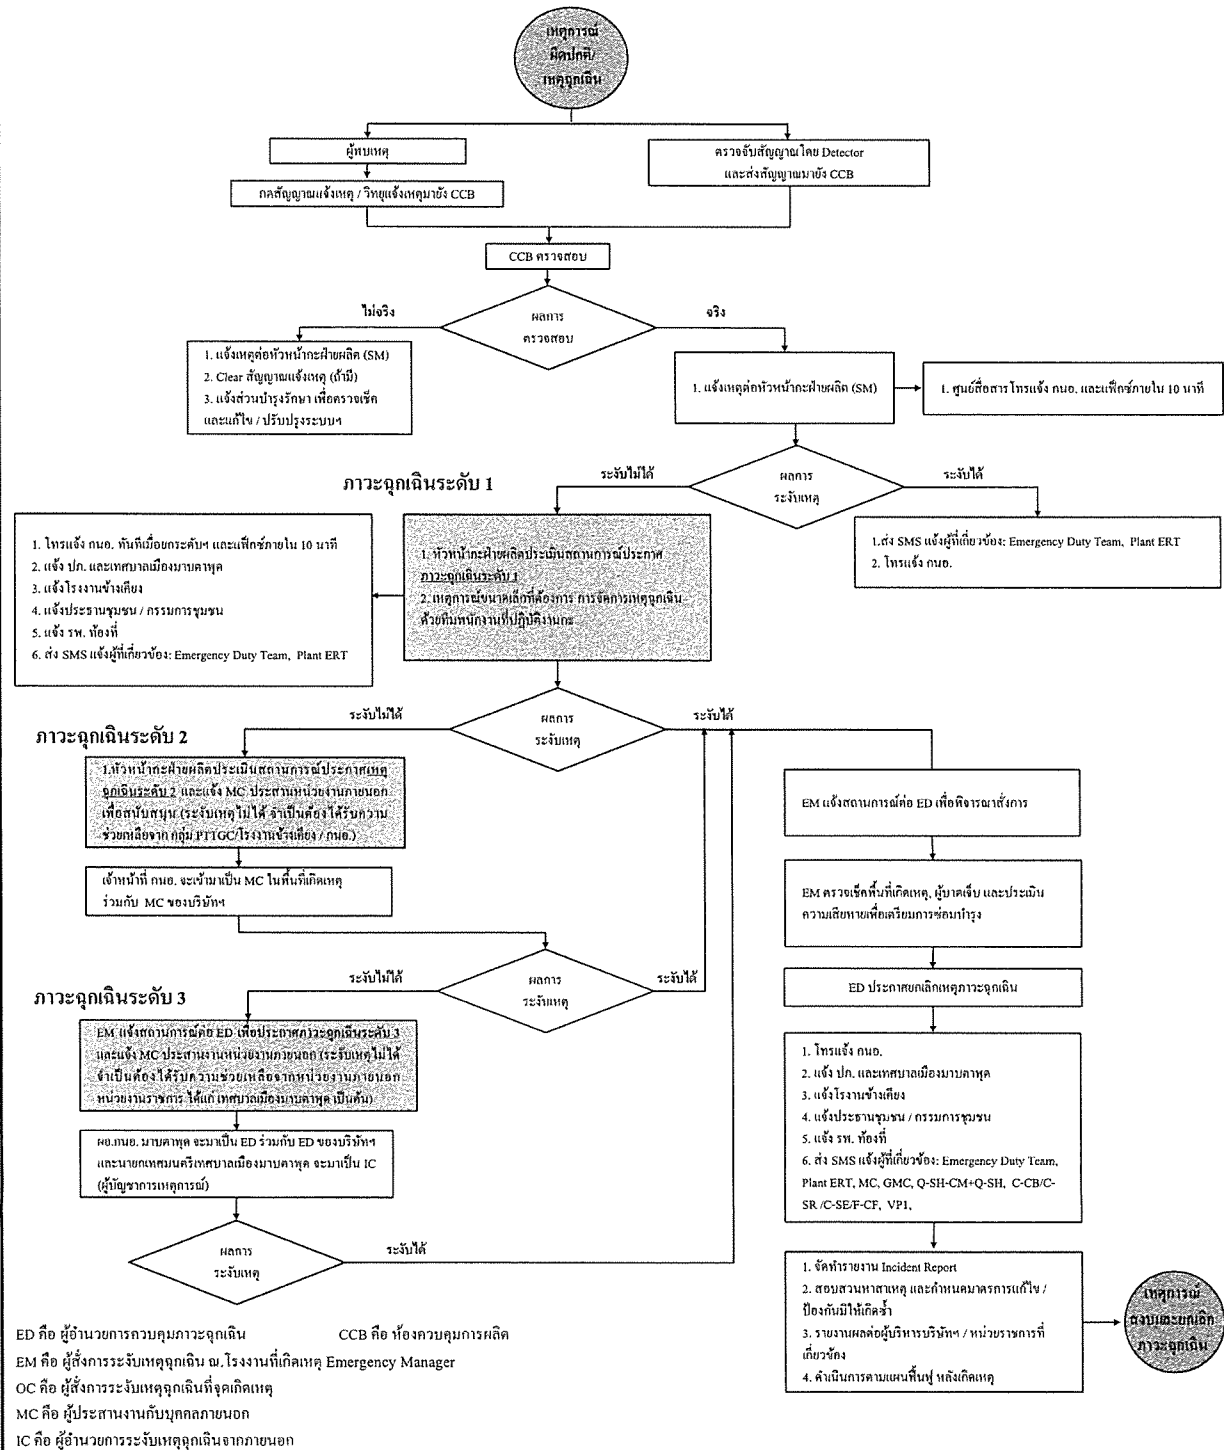 เหตุการณ์
ผิดปกติ/
เหตุฉุกเฉิน
ผู้พบเหตุ
ตรวจจับสัญญาณโดย Detector
และส่งสัญญาณมายัง CCB
กดสัญญาณแจ้งเหตุ / วิทยุแจ้งเหตุมายัง CCB
CCB ตรวจสอบ
ไม่จริง
ผลการ
ตรวจสอบ
จริง
1. แจ้งเหตุต่อหัวหน้ากะฝ่ายผลิต (SM)
2. Clear สัญญาณแจ้งเหตุ (ถ้ามี)
3. แจ้งส่วนบำรุงรักษา เพื่อตรวจเช็ค
และแก้ไข / ปรับปรุงระบบฯ
1. แจ้งเหตุต่อหัวหน้ากะฝ่ายผลิต (SM)
1. ศูนย์สื่อสารโทรแจ้ง กนอ. และแฟ็กซ์ภายใน 10 นาที
ระงับไม่ได้
ผลการ
ระงับเหตุ
ระงับได้
ภาวะฉุกเฉินระดับ 1
1.ส่ง SMS แจ้งผู้ที่เกี่ยวข้อง: Emergency Duty Team, Plant ERT
2. โทรแจ้ง กนอ.
1. โทรแจ้ง กนอ. ทันทีเมื่อยกระดับฯ และแฟ็กซ์ภายใน 10 นาที
2. แจ้ง ปภ. และเทศบาลเมืองมาบตาพุด
3. แจ้งโรงงานข้างเคียง
4. แจ้งประธานชุมชน / กรรมการชุมชน
5. แจ้ง รพ. ท้องที่
6. ส่ง SMS แจ้งผู้ที่เกี่ยวข้อง: Emergency Duty Team, Plant ERT
1. หัวหน้ากะฝ่ายผลิตประเมินสถานการณ์ประกาศ
ภาวะฉุกเฉินระดับ 1
2. เหตุการณ์ขนาดเล็กที่ต้องการ การจัดการเหตุฉุกเฉิน
ด้วยทีมพนักงานที่ปฏิบัติงานกะ
ระงับไม่ได้
ผลการ
ระงับเหตุ
ระงับได้
ภาวะฉุกเฉินระดับ 2
1.หัวหน้ากะฝ่ายผลิตประเมินสถานการณ์ประกาศเหตุ
ฉุกเฉินระดับ 2 และแจ้ง MC ประสานหน่วยงานภายนอก
เพื่อสนับสนุน (ระงับเหตุไม่ได้ จำเป็นต้องได้รับความ
ช่วยเหลือจาก กลุ่ม PTTGC/โรงงานข้างเคียง / กนอ.)
เจ้าหน้าที่ กนอ. จะเข้ามาเป็น MC ในพื้นที่เกิดเหตุ
ร่วมกับ MC ของบริษัทฯ
EM แจ้งสถานการณ์ต่อ ED เพื่อพิจารณาสั่งการ
EM ตรวจเช็คพื้นที่เกิดเหตุ, ผู้บาดเจ็บ และประเมิน
ความเสียหายเพื่อเตรียมการซ่อมบำรุง
ระงับไม่ได้
ผลการ
ระงับเหตุ
ระงับได้
ED ประกาศยกเลิกเหตุภาวะฉุกเฉิน
ภาวะฉุกเฉินระดับ 3
EM แจ้งสถานการณ์ต่อ ED เพื่อประกาศภาวะฉุกเฉินระดับ 3
และแจ้ง MC ประสานงานหน่วยงานภายนอก (ระงับเหตุไม่ได้
จำเป็นต้องได้รับความช่วยเหลือจากหน่วยงานภายนอก
หน่วยงานราชการ ได้แก่ เทศบาลเมืองมาบตาพุด เป็นต้น)
ผอ.กนอ. มาบตาพุด จะมาเป็น ED ร่วมกับ ED ของบริษัทฯ
และนายกเทศมนตรีเทศบาลเมืองมาบตาพุด จะมาเป็น IC
(ผู้บัญชาการเหตุการณ์)
1. โทรแจ้ง กนอ.
2. แจ้ง ปภ. และเทศบาลเมืองมาบตาพุด
3. แจ้งโรงานข้างเคียง
4. แจ้งประธานชุมชน / กรรมการชุมชน
5. แจ้ง รพ. ท้องที่
6. ส่ง SMS แจ้งผู้ที่เกี่ยวข้อง: Emergency Duty Team,
Plant ERT, MC, GMC, Q-SH-CM+Q-SH, C-CB/C-
SR /C-SE/F-CF, VP1,
ผลการ
ระงับเหตุ
ระงับได้
1. จัดทำรายงาน Incident Report
2. สอบสวนหาสาเหตุ และกำหนดมาตรการแก้ไข /
ป้องกันมิให้เกิดซ้ำ
3. รายงานผลต่อผู้บริหารบริษัทฯ / หน่วยราชการที่
เกี่ยวข้อง
4. ดำเนินการตามแผนฟื้นฟู หลังเกิดเหตุ
เหตุการณ์
สงบและยกเลิก
ภาวะฉุกเฉิน
ED คือ ผู้อำนวยการควบคุมภาวะฉุกเฉิน CCB คือ ห้องควบคุมการผลิต
EM คือ ผู้สั่งการระงับเหตุฉุกเฉิน ณ.โรงงานที่เกิดเหตุ Emergency Manager
OC คือ ผู้สั่งการระงับเหตุฉุกเฉินที่จุดเกิดเหตุ
MC คือ ผู้ประสานงานกับบุคคลภายนอก
IC คือ ผู้อำนวยการระงับเหตุฉุกเฉินจากภายนอก